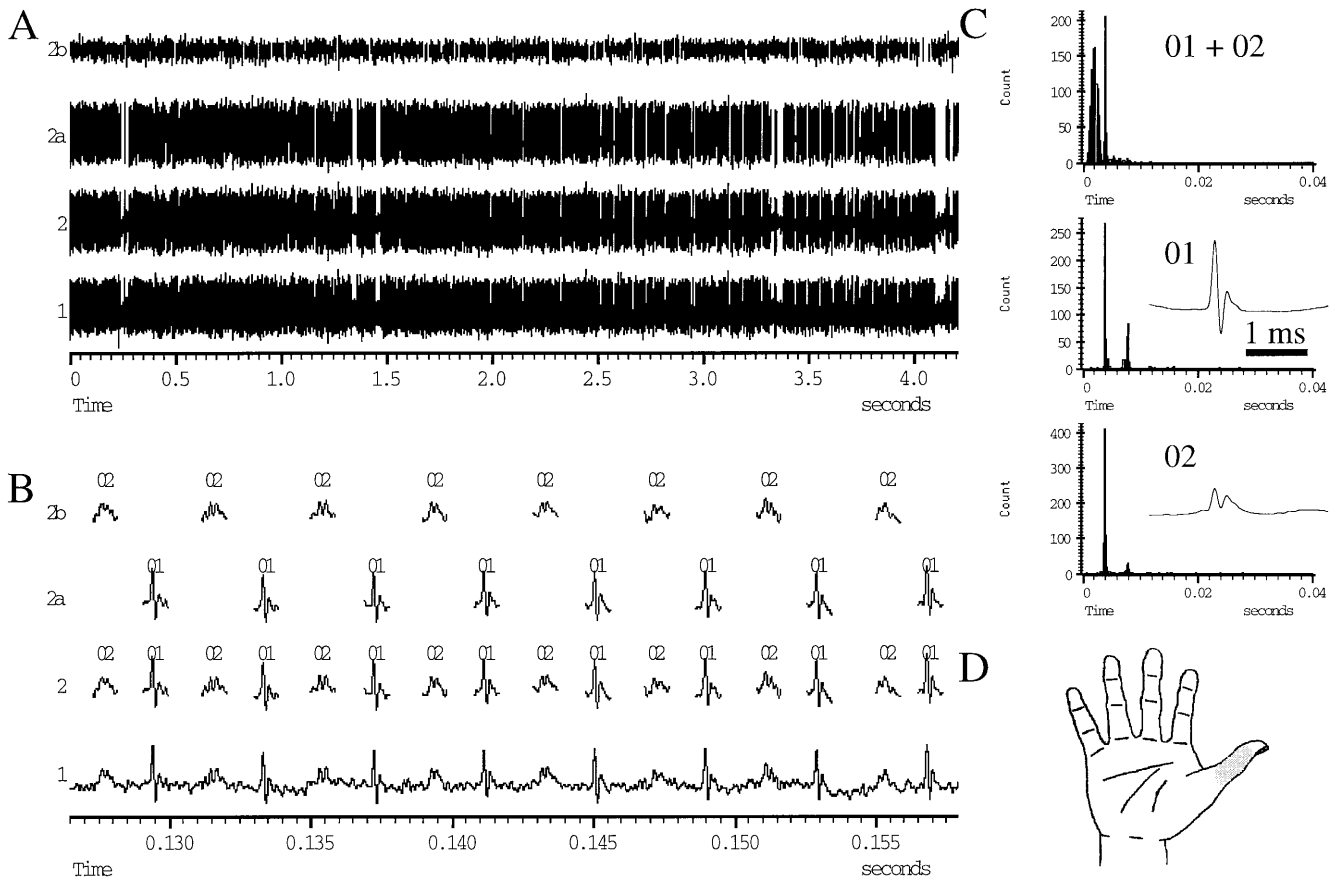 A
2b
2a
2
1
0 0.5 1.0 1.5 2.0 2.5 3.0 3.5 4.0
Time seconds
B
02 02 02 02 02 02 02 02
2b
01 01 01 01 01 01 01 01
2a
02 01 02 01 02 01 02 01 02 01 02 01 02 01 02 01
2
1
0.130 0.135 0.140 0.145 0.150 0.155
Time seconds
C
01 + 02
Count
200
150
100
50
0
0 0.02 0.04
Time seconds
01
1 ms
Count
250
200
150
100
50
0
0 0.02 0.04
Time seconds
02
Count
400
300
200
100
0
0 0.02 0.04
Time seconds
D